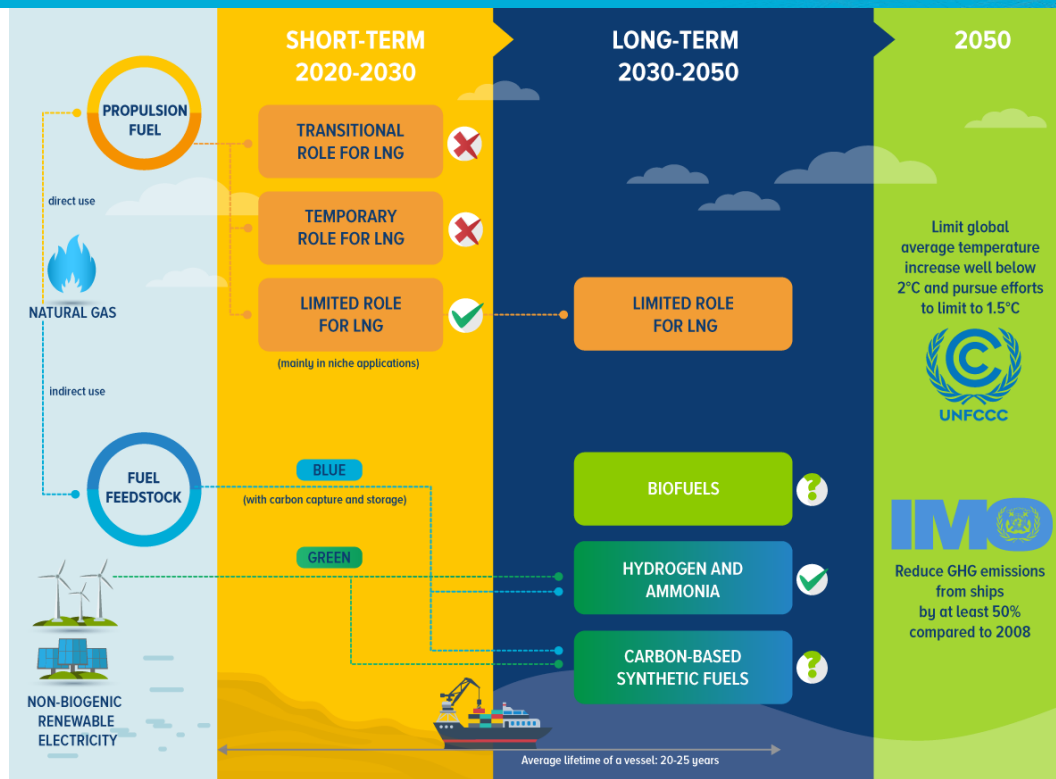 SHORT-TERM
2020-2030
LONG-TERM
2030-2050
2050
PROPULSION
FUEL
direct use
NATURAL GAS
indirect use
FUEL
FEEDSTOCK
NON-BIOGENIC
RENEWABLE
ELECTRICITY
TRANSITIONAL
ROLE FOR LNG
TEMPORARY
ROLE FOR LNG
LIMITED ROLE
FOR LNG
(mainly in niche applications)
BLUE
(with carbon capture and storage)
GREEN
LIMITED ROLE
FOR LNG
BIOFUELS
?
HYDROGEN AND
AMMONIA
CARBON-BASED
SYNTHETIC FUELS
?
Average lifetime of a vessel: 20-25 years
Limit global
average temperature
increase well below
2°C and pursue efforts
to limit to 1.5°C
UNFCCC
IMO
Reduce GHG emissions
from ships
by at least 50%
compared to 2008